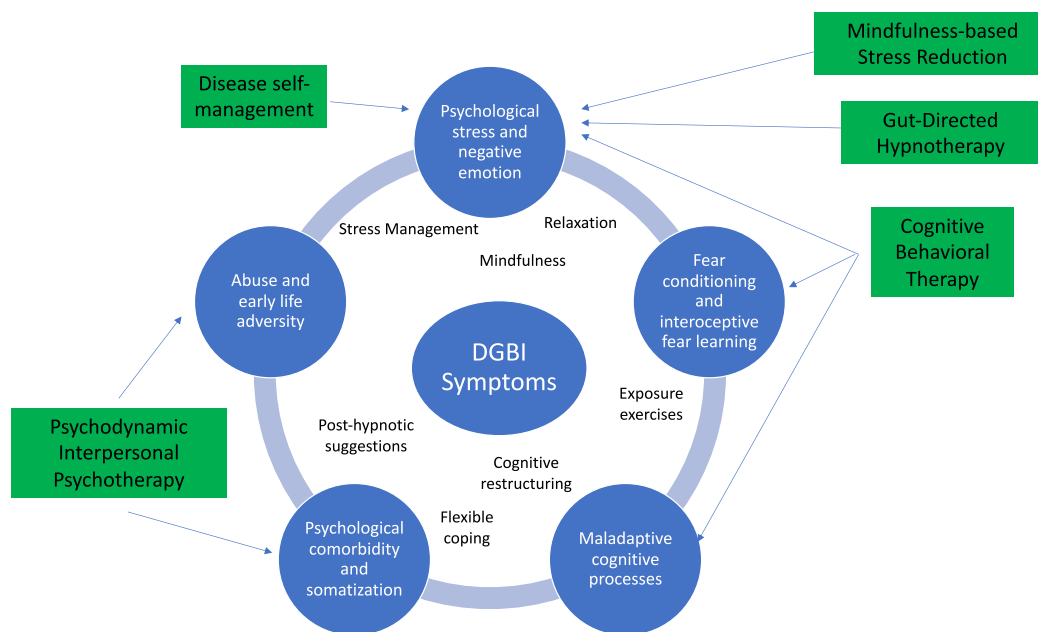 Mindfulness-based
Stress Reduction
Disease self-
management
Psychological
stress and
negative
emotion
Gut-Directed
Hypnotherapy
Stress Management
Relaxation
Mindfulness
Cognitive
Behavioral
Therapy
Abuse and
early life
adversity
Fear
conditioning
and
interoceptive
fear learning
DGBI
Symptoms
Exposure
exercises
Psychodynamic
Interpersonal
Psychotherapy
Post-hypnotic
suggestions
Cognitive
restructuring
Flexible
coping
Psychological
comorbidity
and
somatization
Maladaptive
cognitive
processes